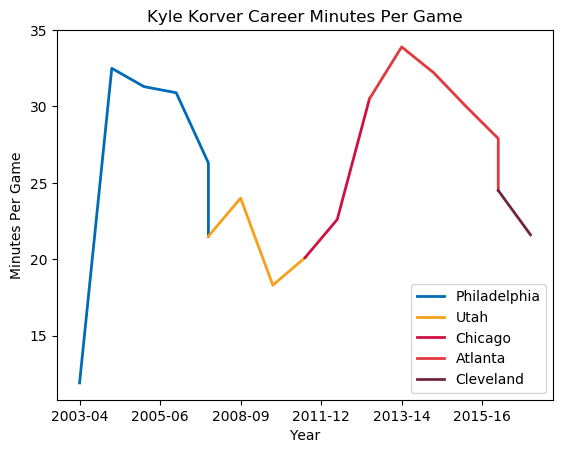 Kyle Korver Career Minutes Per Game
Minutes Per Game
35
30
25
20
15
Philadelphia
Utah
Chicago
Atlanta
Cleveland
2003-04 2005-06 2008-09 2011-12 2013-14 2015-16
Year